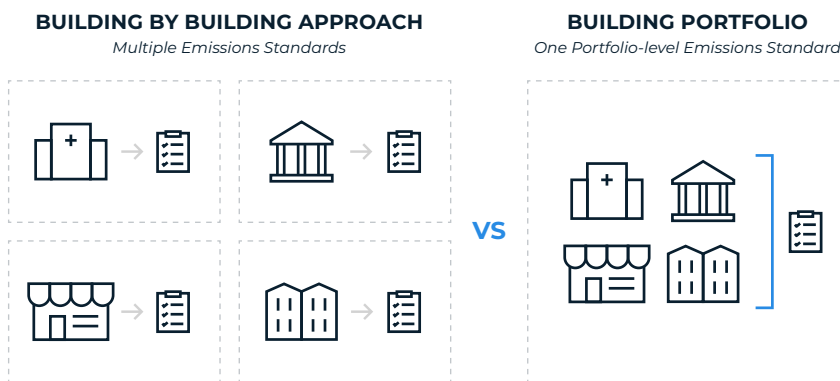 BUILDING BY BUILDING APPROACH
Multiple Emissions Standards
VS
BUILDING PORTFOLIO
One Portfolio-level Emissions Standard